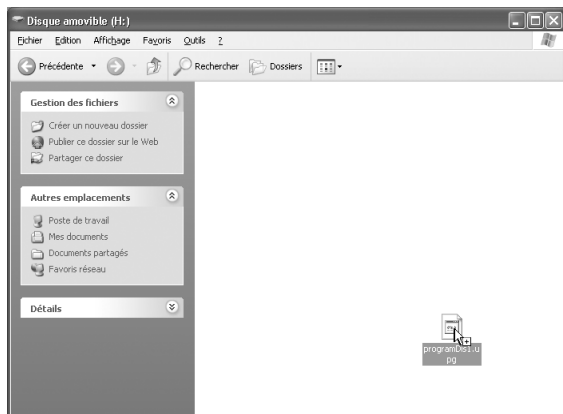 Disque amovible (H:)
Fichier Edition Affichage Favoris Outils ?
Précédente Rechercher Dossiers
Gestion des fichiers
Créer un nouveau dossier
Publier ce dossier sur le Web
Partager ce dossier
Autres emplacements
Poste de travail
Mes documents
Documents partagés
Favoris réseau
Détails
programDis1.u
pg